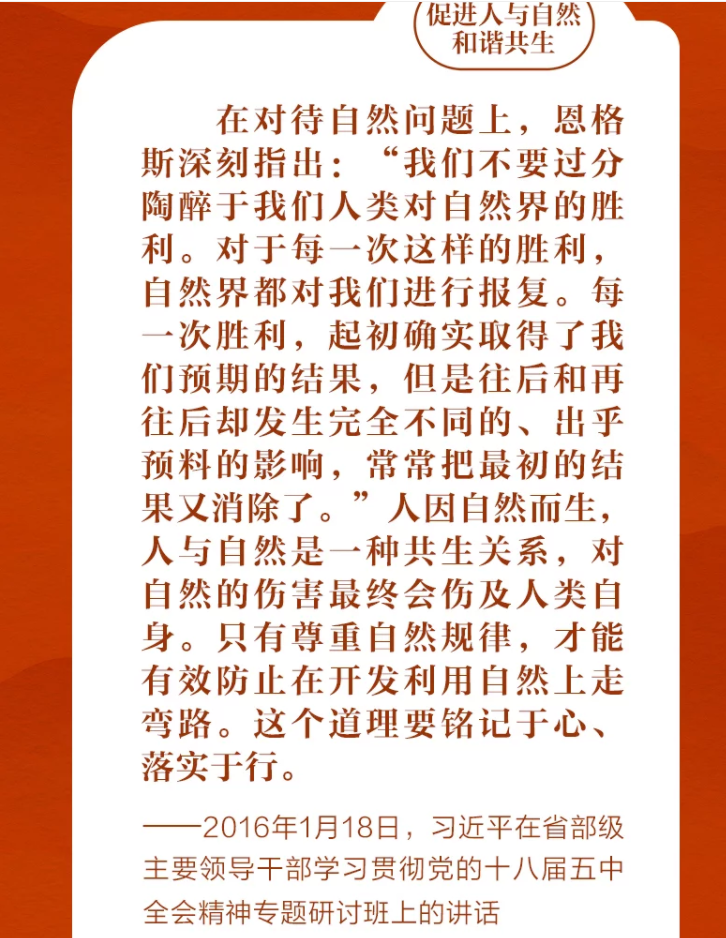 促进人与自然
和谐共生
在对待自然问题上，恩格
斯深刻指出：“我们不要过分
陶醉于我们人类对自然界的胜
利。对于每一次这样的胜利，
自然界都对我们进行报复。每
一次胜利，起初确实取得了我
们预期的结果，但是往后和再
往后却发生完全不同的、出乎
预料的影响，常常把最初的结
果又消除了。”人因自然而生，
人与自然是一种共生关系，对
自然的伤害最终会伤及人类自
身。只有尊重自然规律，才能
有效防止在开发利用自然上走
弯路。这个道理要铭记于心、
落实于行。
——2016年1月18日，习近平在省部级
主要领导干部学习贯彻党的十八届五中
全会精神专题研讨班上的讲话